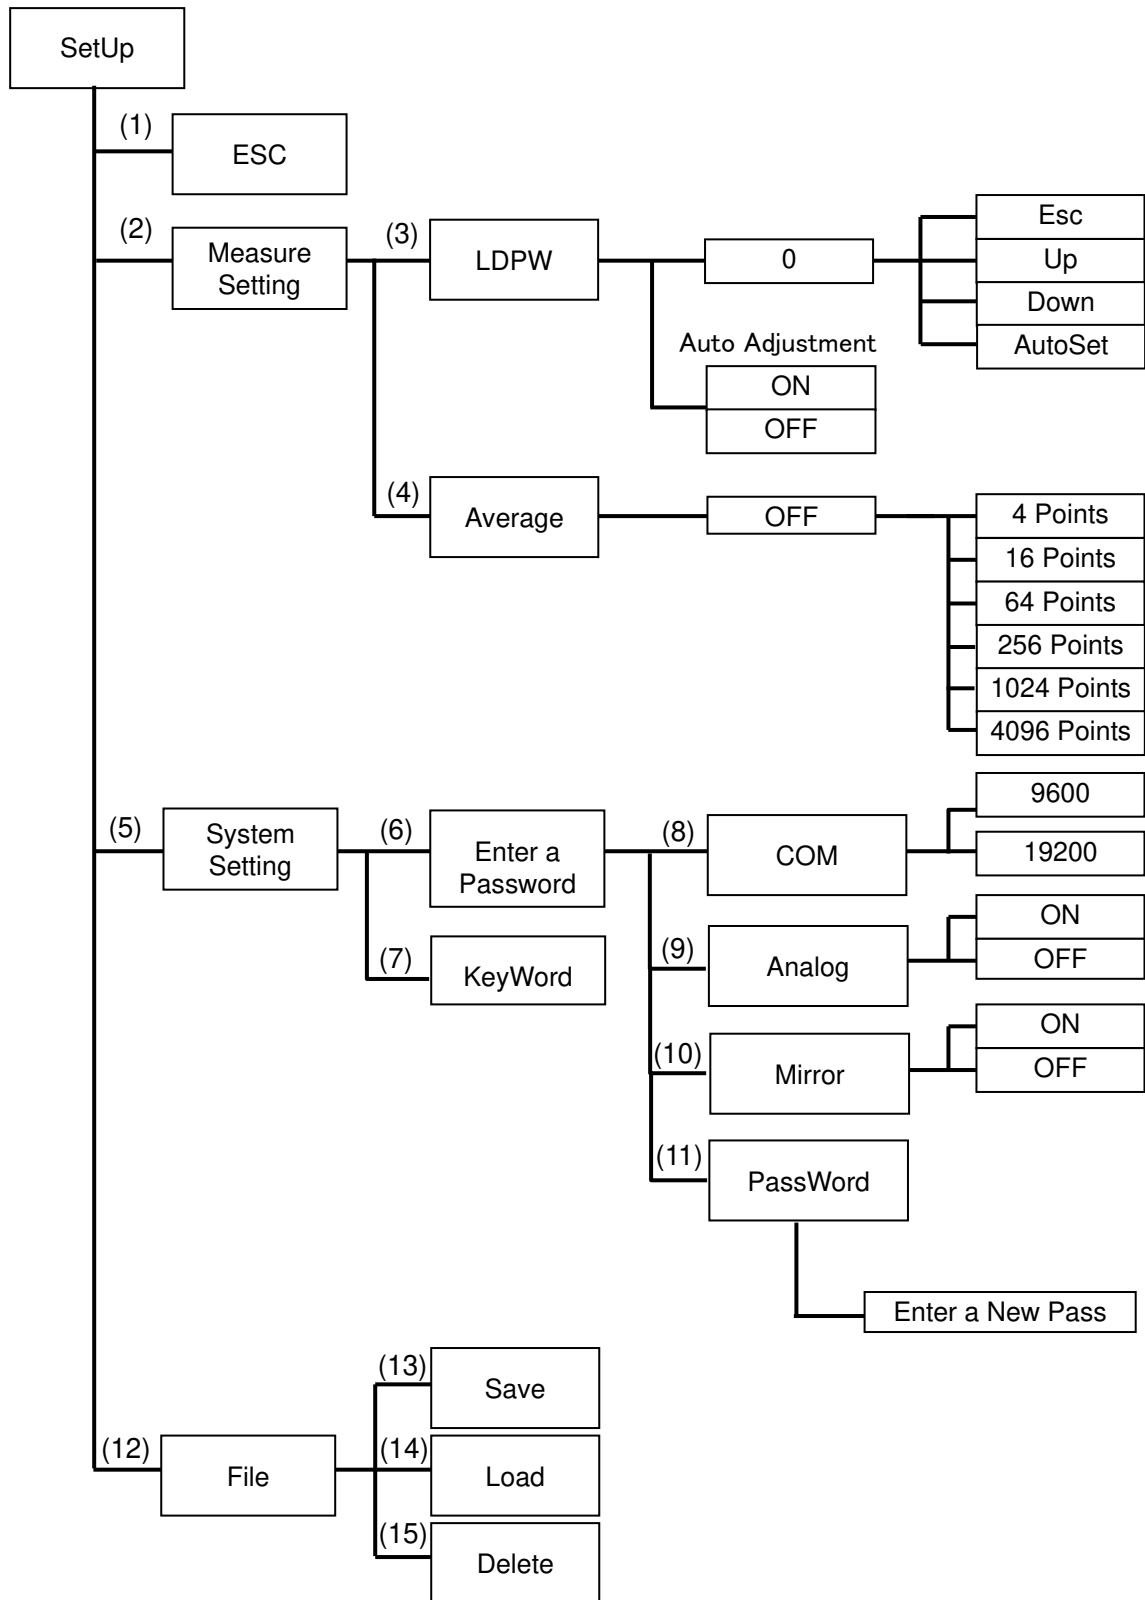 SetUp
(1)
ESC
(2)
Measure
Setting
(3)
LDPW
0
Esc
Up
Down
AutoSet
Auto Adjustment
ON
OFF
(4)
Average
OFF
4 Points
16 Points
64 Points
256 Points
1024 Points
4096 Points
(5)
System
Setting
(6)
Enter a
Password
(8)
COM
9600
19200
(7)
KeyWord
(9)
Analog
ON
OFF
(10)
Mirror
ON
OFF
(11)
PassWord
Enter a New Pass
(12)
File
(13)
Save
(14)
Load
(15)
Delete